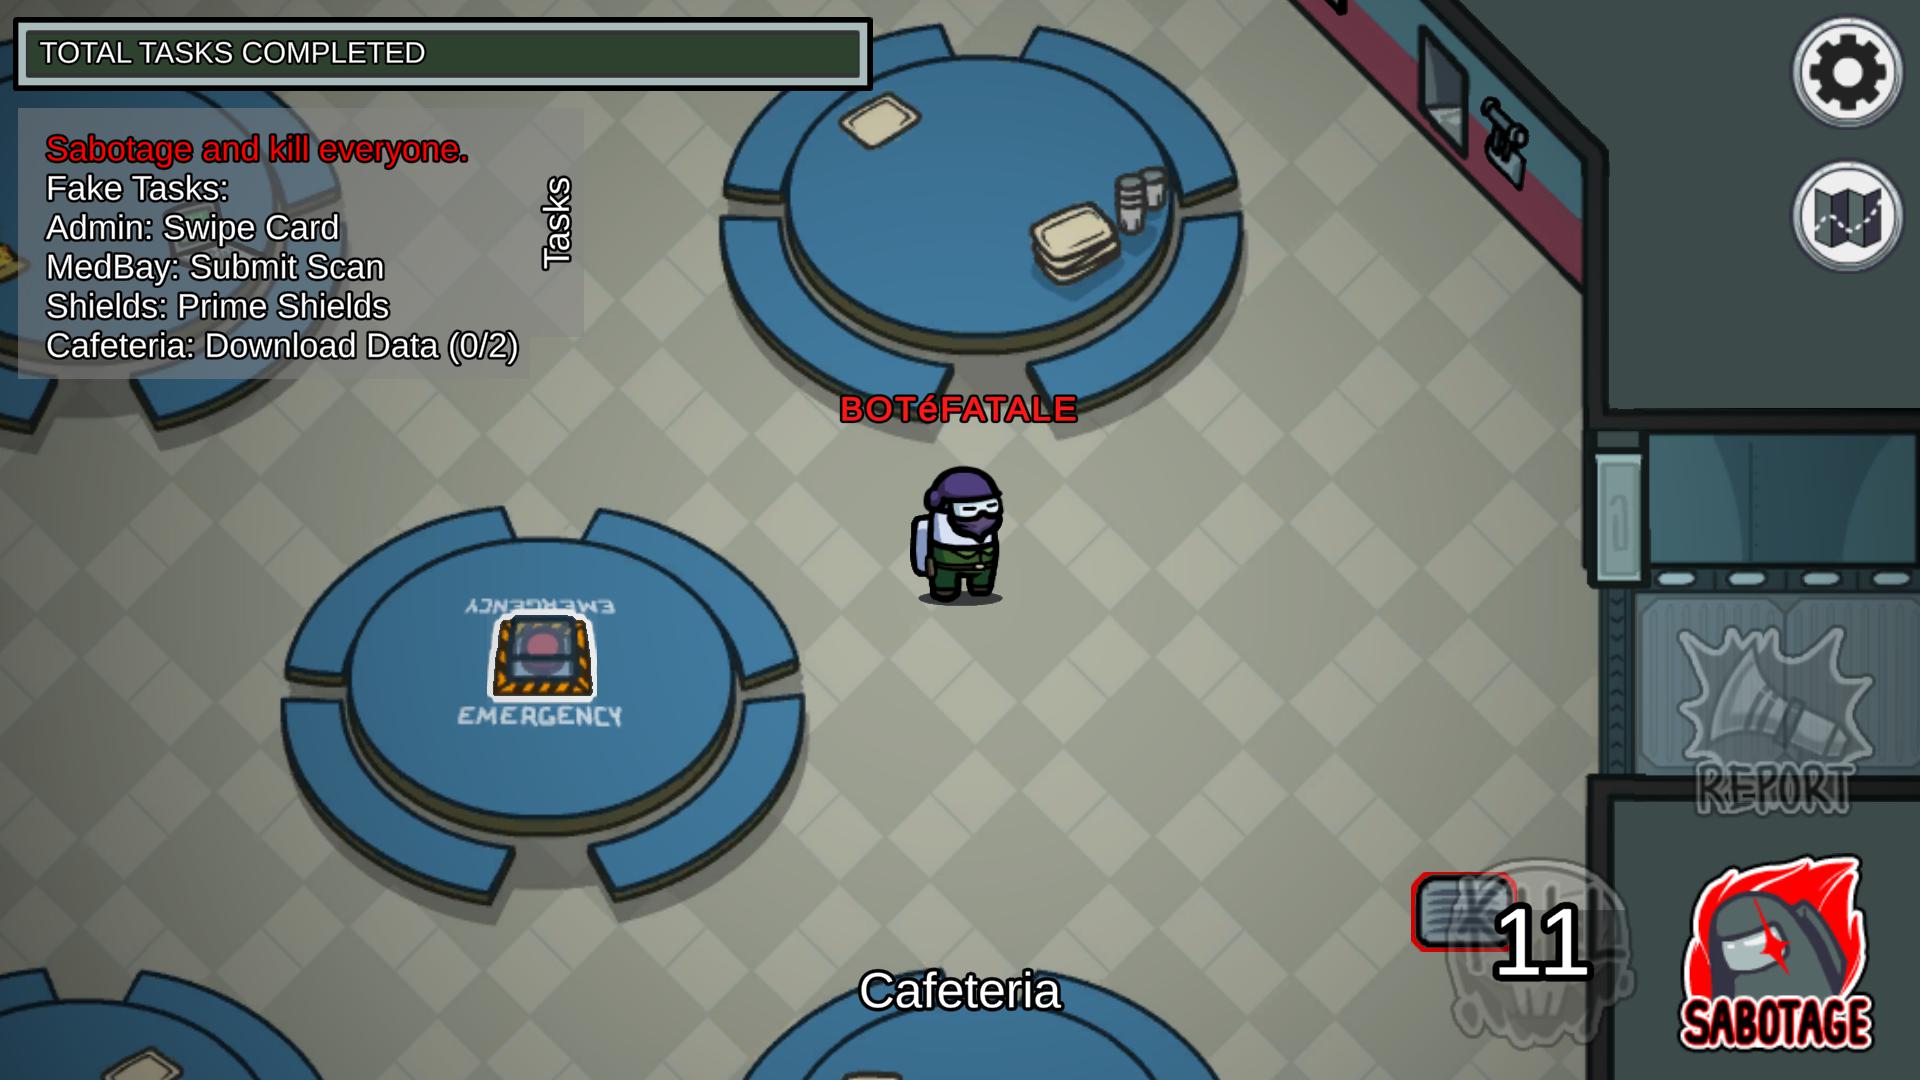 TOTAL TASKS COMPLETED
Sabotage and kill everyone.
Fake Tasks:
Admin: Swipe Card
MedBay: Submit Scan
Shields: Prime Shields
Cafeteria: Download Data (0/2)
Tasks
BOTéFATALE
EMERGENCY
EMERGENCY
REPORT
KILL
11
Cafeteria
SABOTAGE